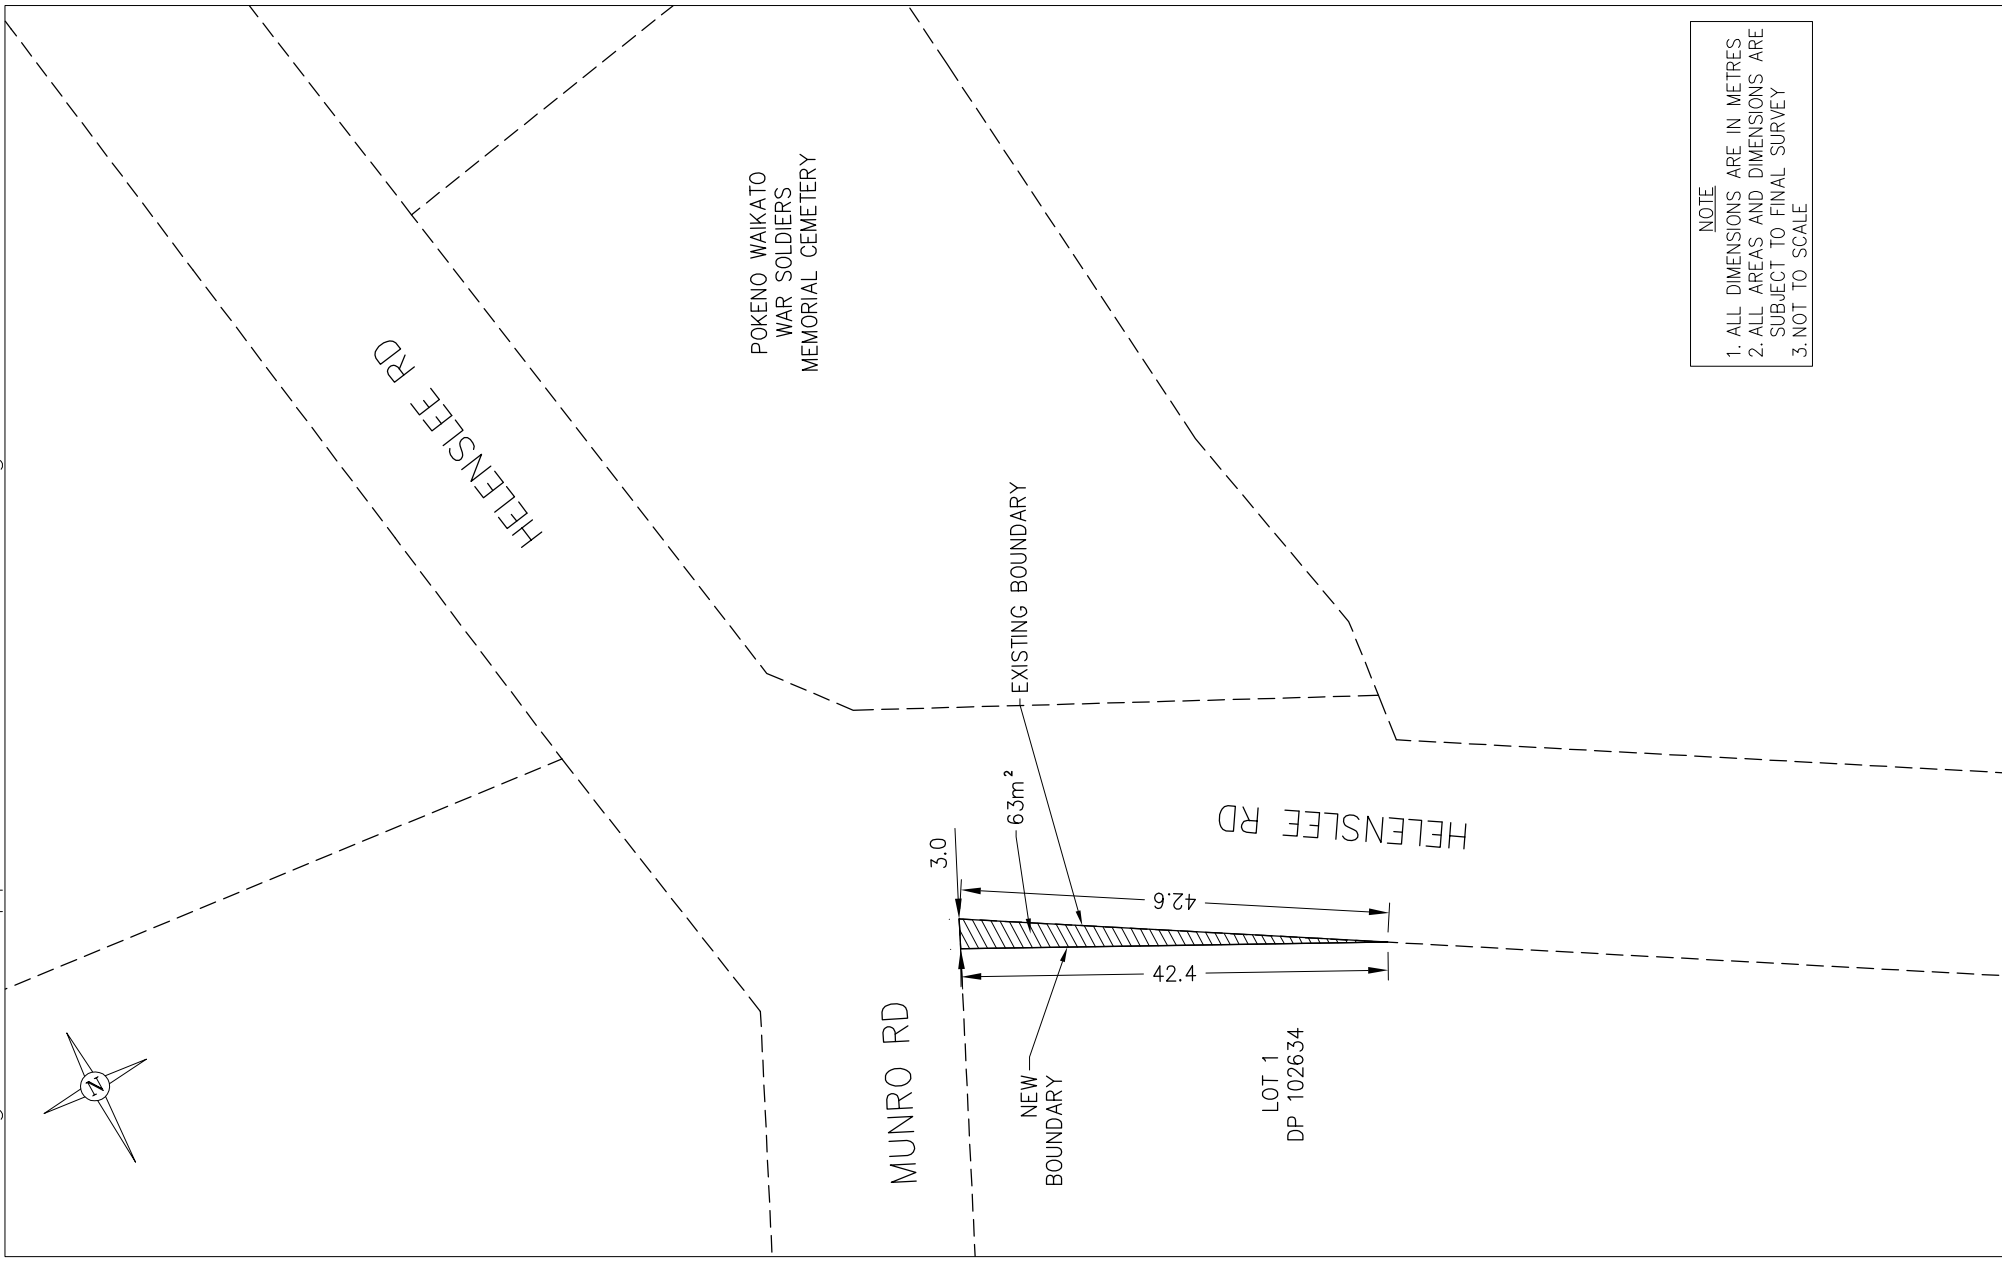 HELENSLEE RD
POKENO WAIKATO
WAR SOLDIERS
MEMORIAL CEMETERY
NOTE
1. ALL DIMENSIONS ARE IN METRES
2. ALL AREAS AND DIMENSIONS ARE
SUBJECT TO FINAL SURVEY
3. NOT TO SCALE
EXISTING BOUNDARY
63m²
3.0
HELENSLEE RD
42.6
42.4
MUNRO RD
NEW
BOUNDARY
LOT 1
DP 102634
N